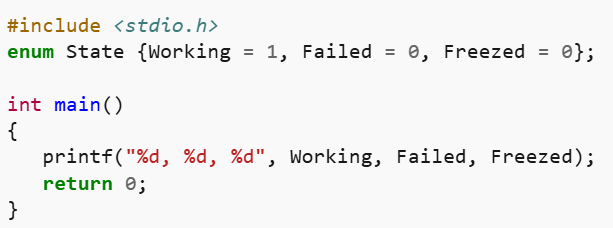 #include <stdio.h>
enum State {Working = 1, Failed = 0, Freezed = 0};

int main()
{
   printf("%d, %d, %d", Working, Failed, Freezed);
   return 0;
}